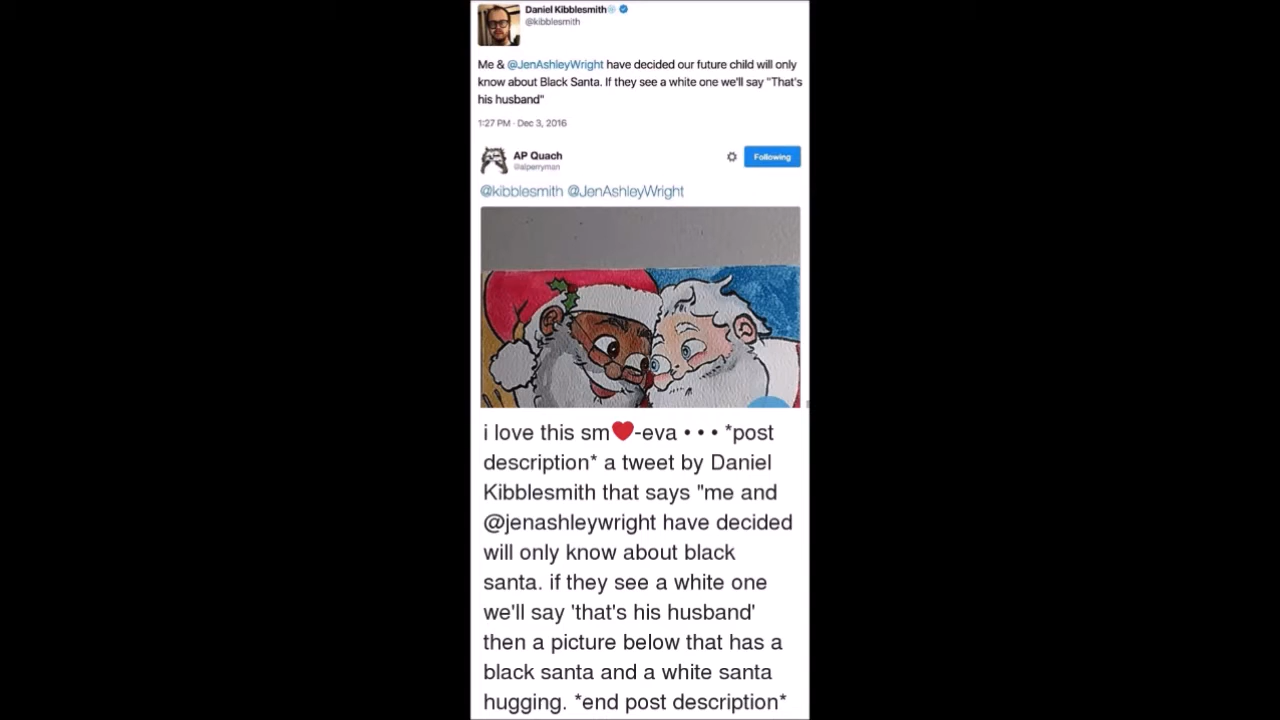 Daniel Kibblesmith
@kibblesmith
Me & @JenAshleyWright have decided our future child will only
know about Black Santa. If they see a white one we'll say "That's
his husband"
1:27 PM · Dec 3, 2016
AP Quach
@alperryman
Following
@kibblesmith @JenAshleyWright
i love this sm❤-eva • • • *post
description* a tweet by Daniel
Kibblesmith that says "me and
@jenashleywright have decided
will only know about black
santa. if they see a white one
we'll say 'that's his husband'
then a picture below that has a
black santa and a white santa
hugging. *end post description*